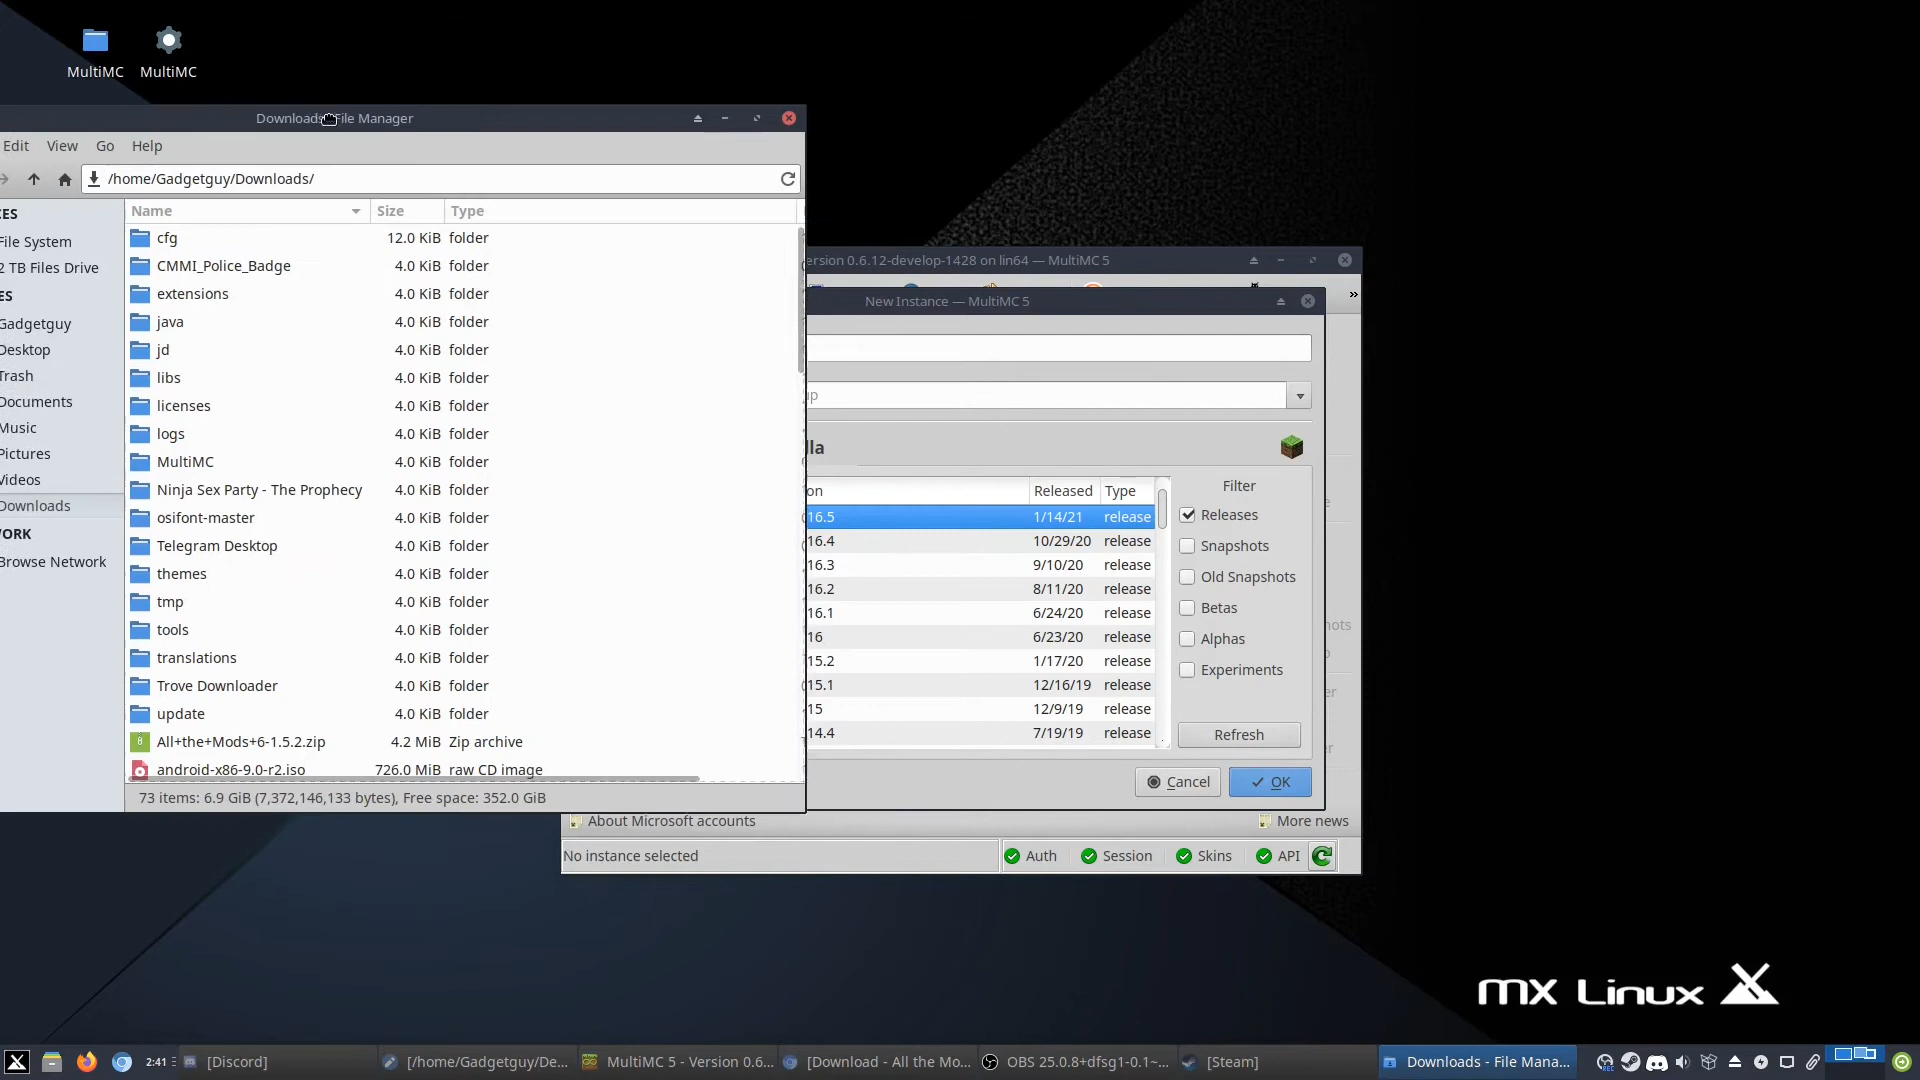 MultiMC
MultiMC
Downloads File Manager
Edit View Go Help
/home/Gadgetguy/Downloads/
ES
File System
2 TB Files Drive
ES
Gadgetguy
Desktop
Trash
Documents
Music
Pictures
Videos
Downloads
ORK
Browse Network
Name Size Type
cfg 12.0 KiB folder
CMMI_Police_Badge 4.0 KiB folder
extensions 4.0 KiB folder
java 4.0 KiB folder
jd 4.0 KiB folder
libs 4.0 KiB folder
licenses 4.0 KiB folder
logs 4.0 KiB folder
MultiMC 4.0 KiB folder
Ninja Sex Party - The Prophecy 4.0 KiB folder
osifont-master 4.0 KiB folder
Telegram Desktop 4.0 KiB folder
themes 4.0 KiB folder
tmp 4.0 KiB folder
tools 4.0 KiB folder
translations 4.0 KiB folder
Trove Downloader 4.0 KiB folder
update 4.0 KiB folder
All+the+Mods+6-1.5.2.zip 4.2 MiB Zip archive
android-x86-9.0-r2.iso 726.0 MiB raw CD image
73 items: 6.9 GiB (7,372,146,133 bytes), Free space: 352.0 GiB
ersion 0.6.12-develop-1428 on lin64 — MultiMC 5
»
New Instance — MultiMC 5
up
lla
on Released Type
16.5 1/14/21 release
16.4 10/29/20 release
16.3 9/10/20 release
16.2 8/11/20 release
16.1 6/24/20 release
16 6/23/20 release
15.2 1/17/20 release
15.1 12/16/19 release
15 12/9/19 release
14.4 7/19/19 release
Filter
Releases
Snapshots
Old Snapshots
Betas
Alphas
Experiments
Refresh
Cancel OK
e
hots
p
er
er
About Microsoft accounts More news
No instance selected Auth Session Skins API
mx Linux
2:41 [Discord] [/home/Gadgetguy/De... MultiMC 5 - Version 0.6... [Download - All the Mo... OBS 25.0.8+dfsg1-0.1~... [Steam] Downloads - File Mana... REC